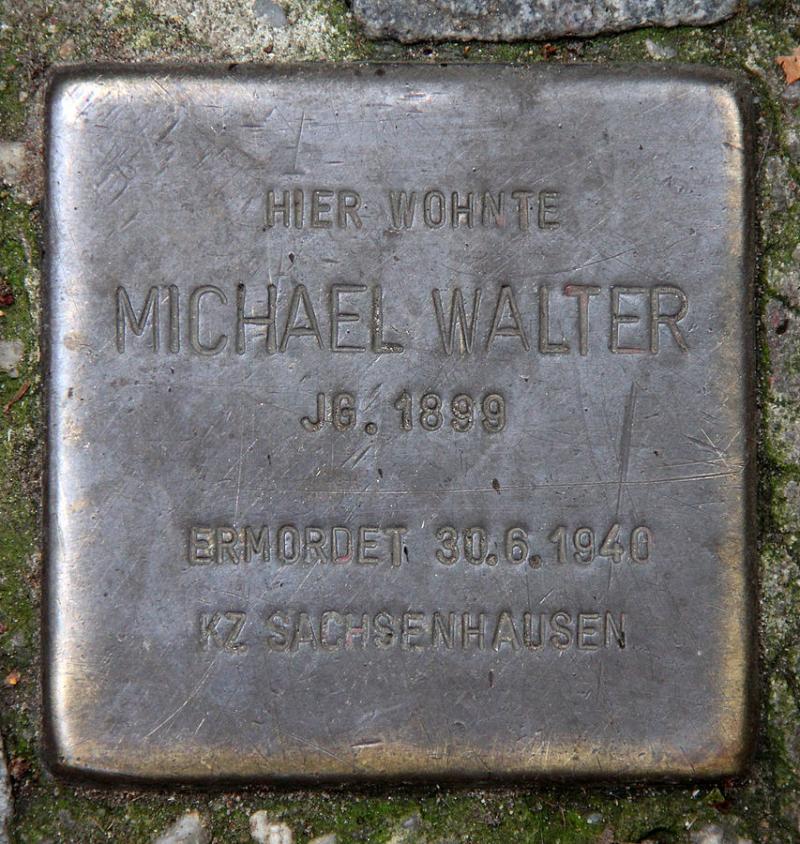 HIER WOHNTE
MICHAEL WALTER
JG. 1899
ERMORDET 30.6.1940
KZ SACHSENHAUSEN